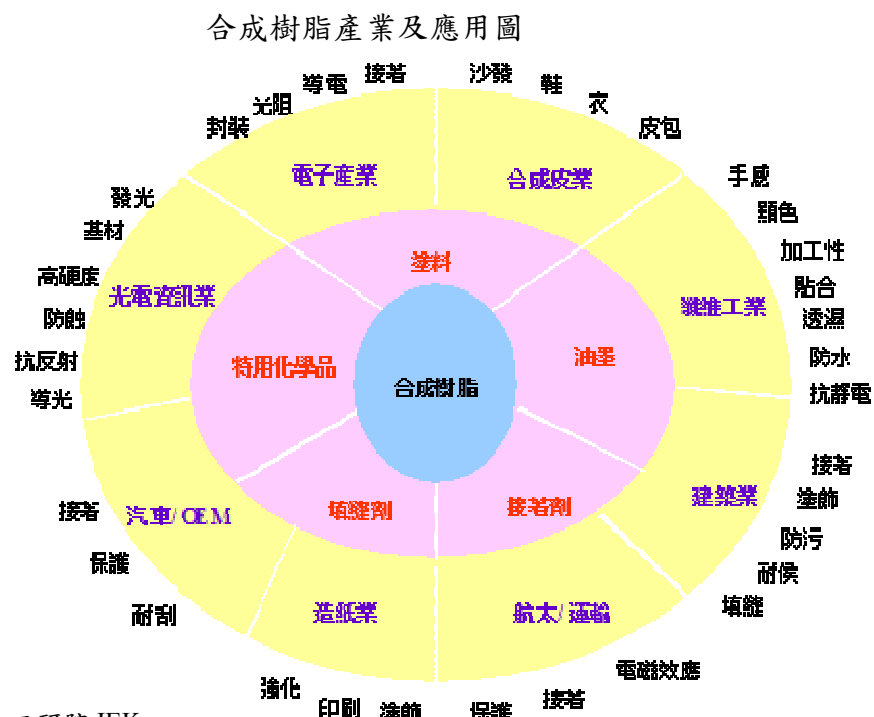 合成樹脂產業及應用圖
接著
導電
光阻
封裝
沙發
鞋
衣
皮包
電子產業
合成皮業
手感
顏色
加工性
貼合
透濕
防水
抗靜電
纖維工業
發光
基材
高硬度
防蝕
抗反射
導光
光電資訊業
塗料
特用化學品
油墨
合成樹脂
填縫劑
接著劑
接著
保護
耐刮
汽車/OEM
建築業
接著
塗飾
防污
耐侯
填縫
造紙業
航太/運輸
強化
印刷
塗飾
保護
接著
電磁效應
IEK